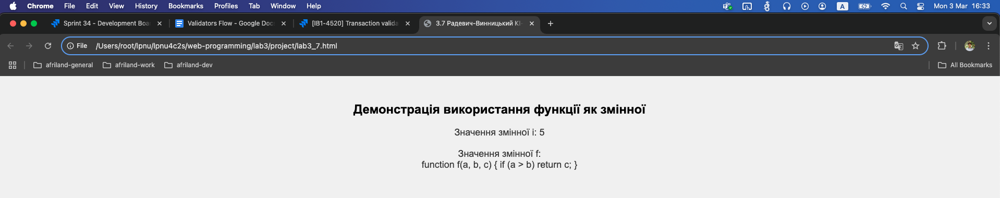 Chrome File Edit View History Bookmarks Profiles Tab Window Help A Mon 3 Mar 16:33
Sprint 34 - Development Boa Validators Flow - Google Doc [IB1-4520] Transaction valida 3.7 Радевич-Винницький КІ-
File /Users/root/lpnu/lpnu4c2s/web-programming/lab3/project/lab3_7.html
afriland-general afriland-work afriland-dev All Bookmarks
Демонстрація використання функції як змінної
Значення змінної i: 5
Значення змінної f:
function f(a, b, c) { if (a > b) return c; }